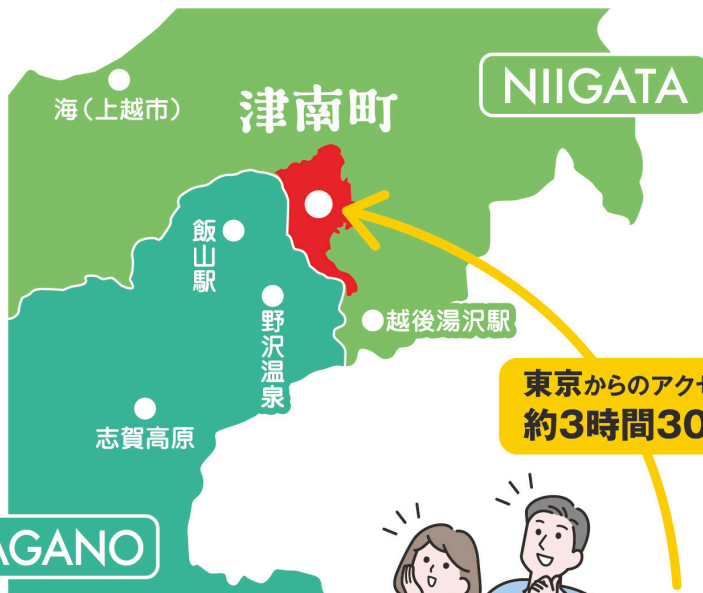 NIIGATA
海（上越市）
津南町
飯山駅
野沢温泉
越後湯沢駅
志賀高原
東京からのアクセ
約3時間30
AGANO